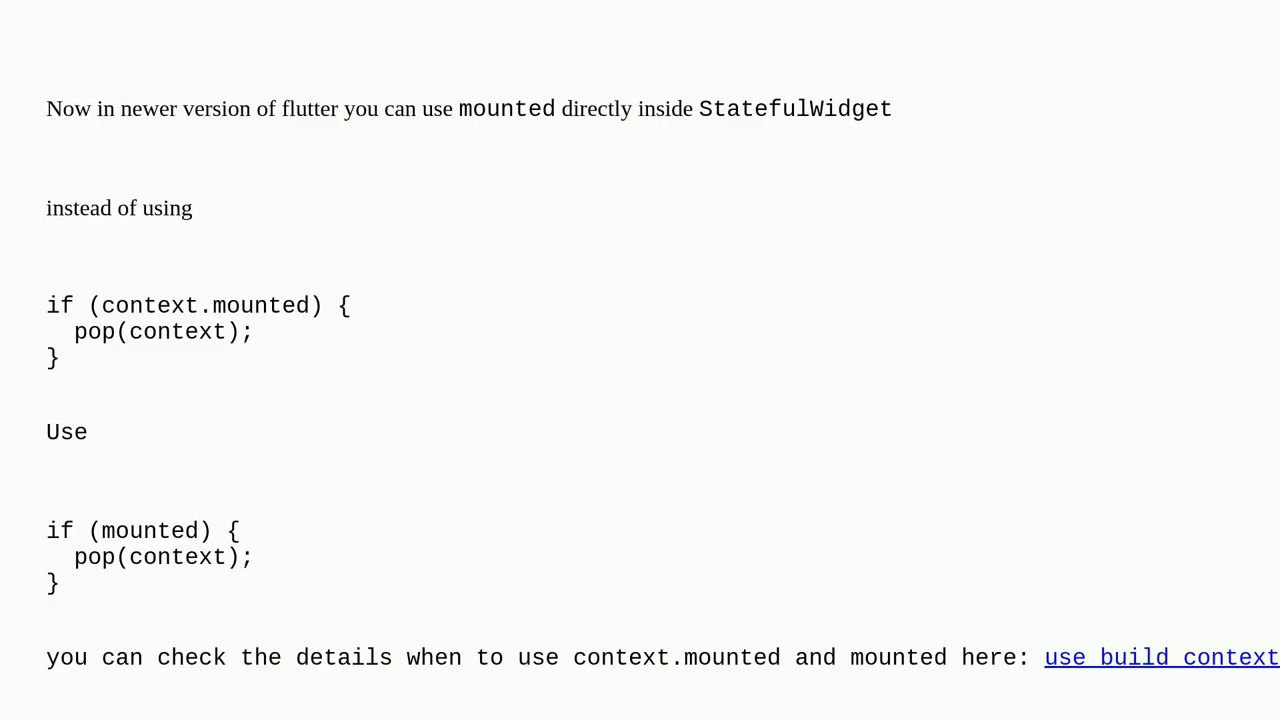 Now in newer version of flutter you can use mounted directly inside StatefulWidget
instead of using
if (context.mounted) {
  pop(context);
}
Use
if (mounted) {
  pop(context);
}
you can check the details when to use context.mounted and mounted here: use build context